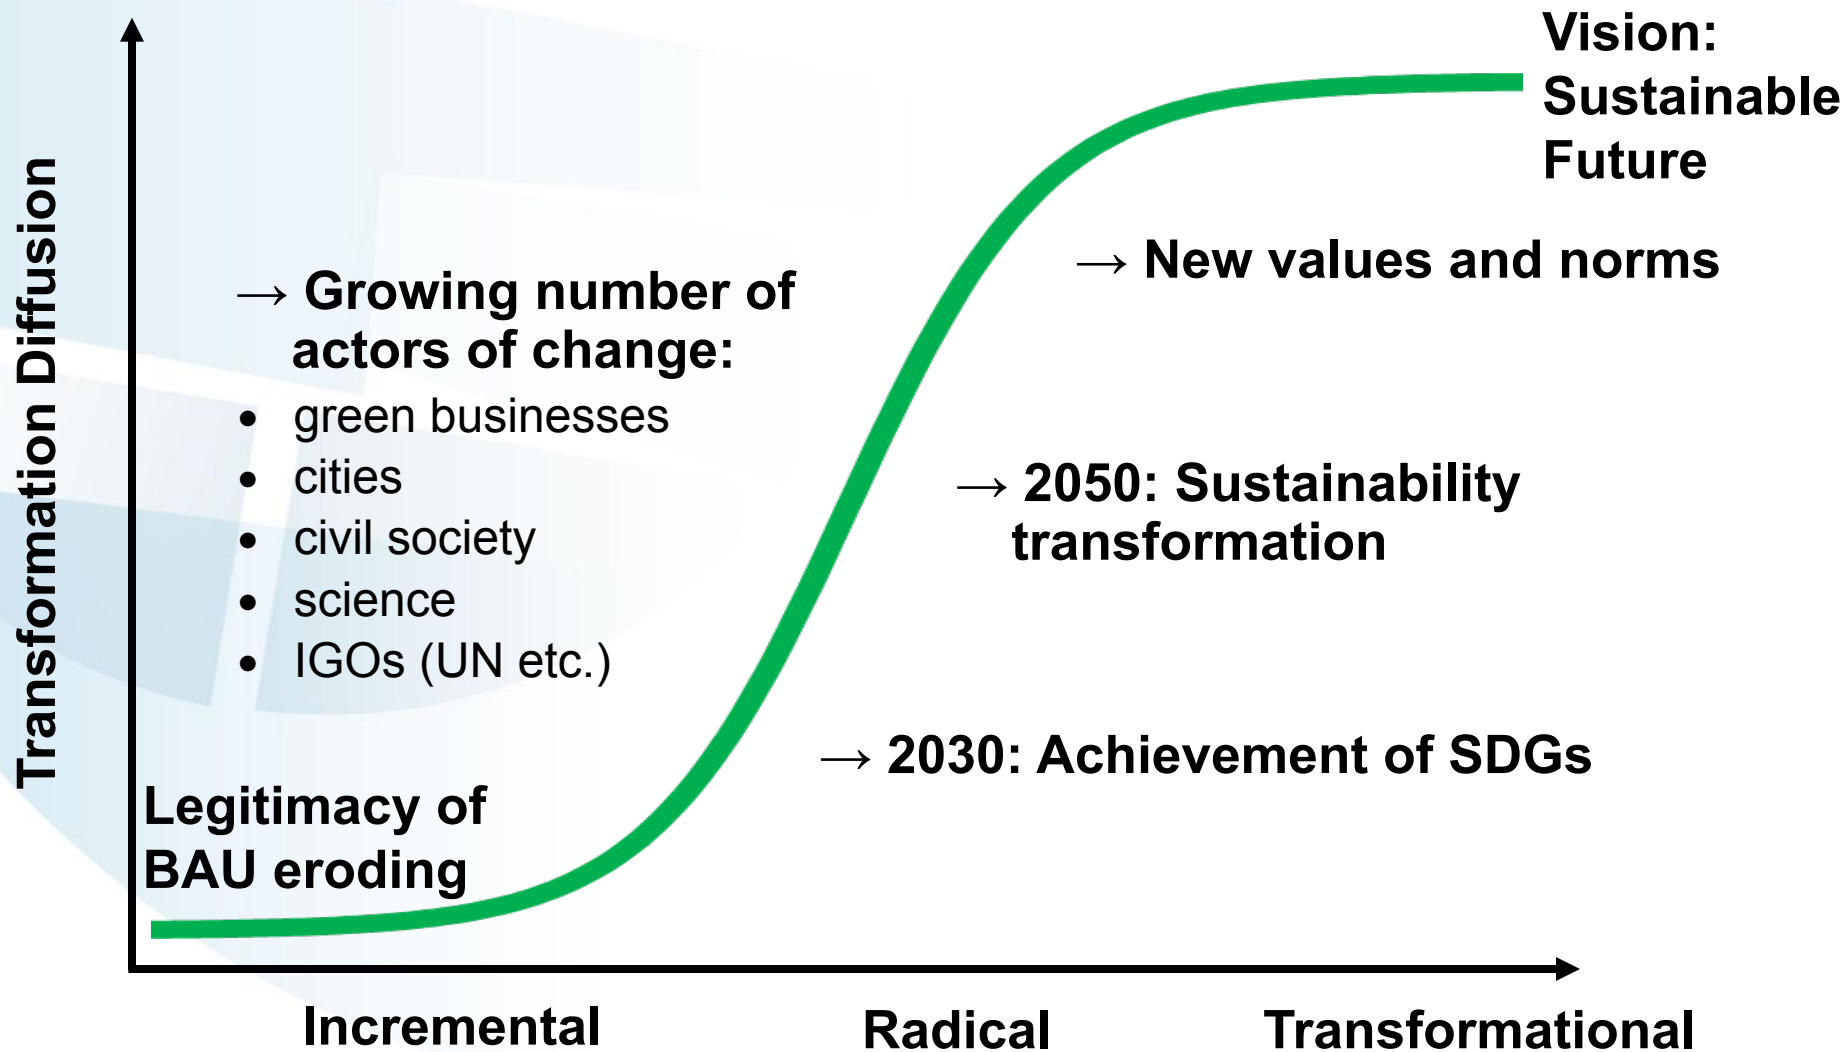 Transformation Diffusion
Vision:
Sustainable
Future
→ New values and norms
→ Growing number of
actors of change:
• green businesses
• cities
• civil society
• science
• IGOs (UN etc.)
→ 2050: Sustainability
transformation
→ 2030: Achievement of SDGs
Legitimacy of
BAU eroding
Incremental
Radical
Transformational